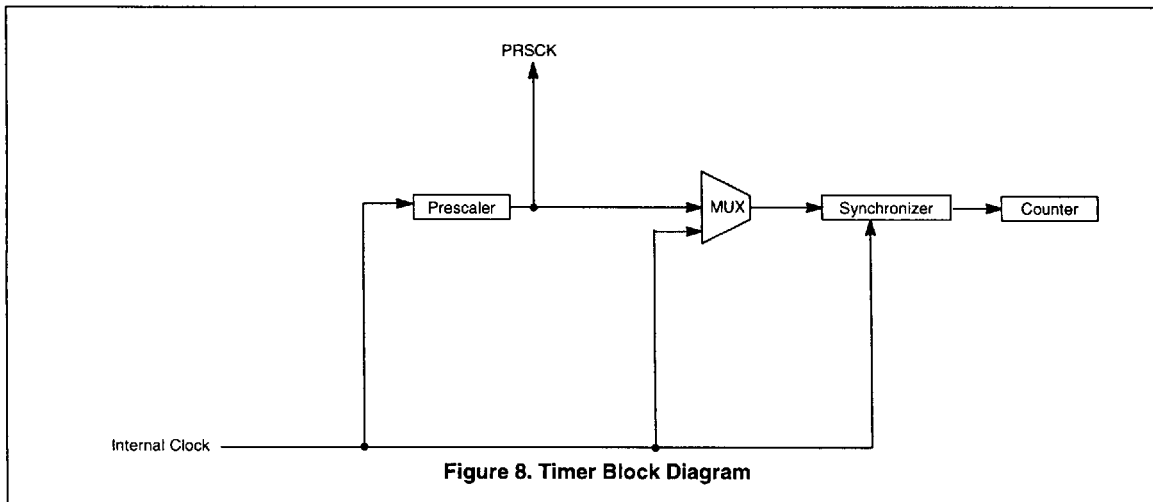 PRSCK
Prescaler
MUX
Synchronizer
Counter
Internal Clock
Figure 8. Timer Block Diagram